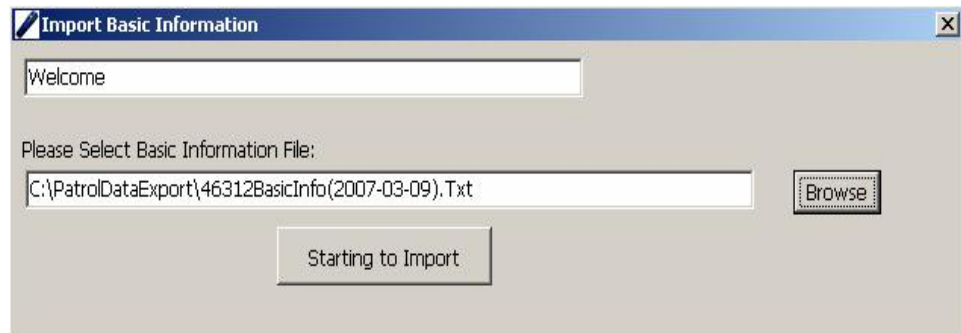 Import Basic Information
Welcome
Please Select Basic Information File:
C:\PatrolDataExport\46312BasicInfo(2007-03-09).Txt
Browse
Starting to Import